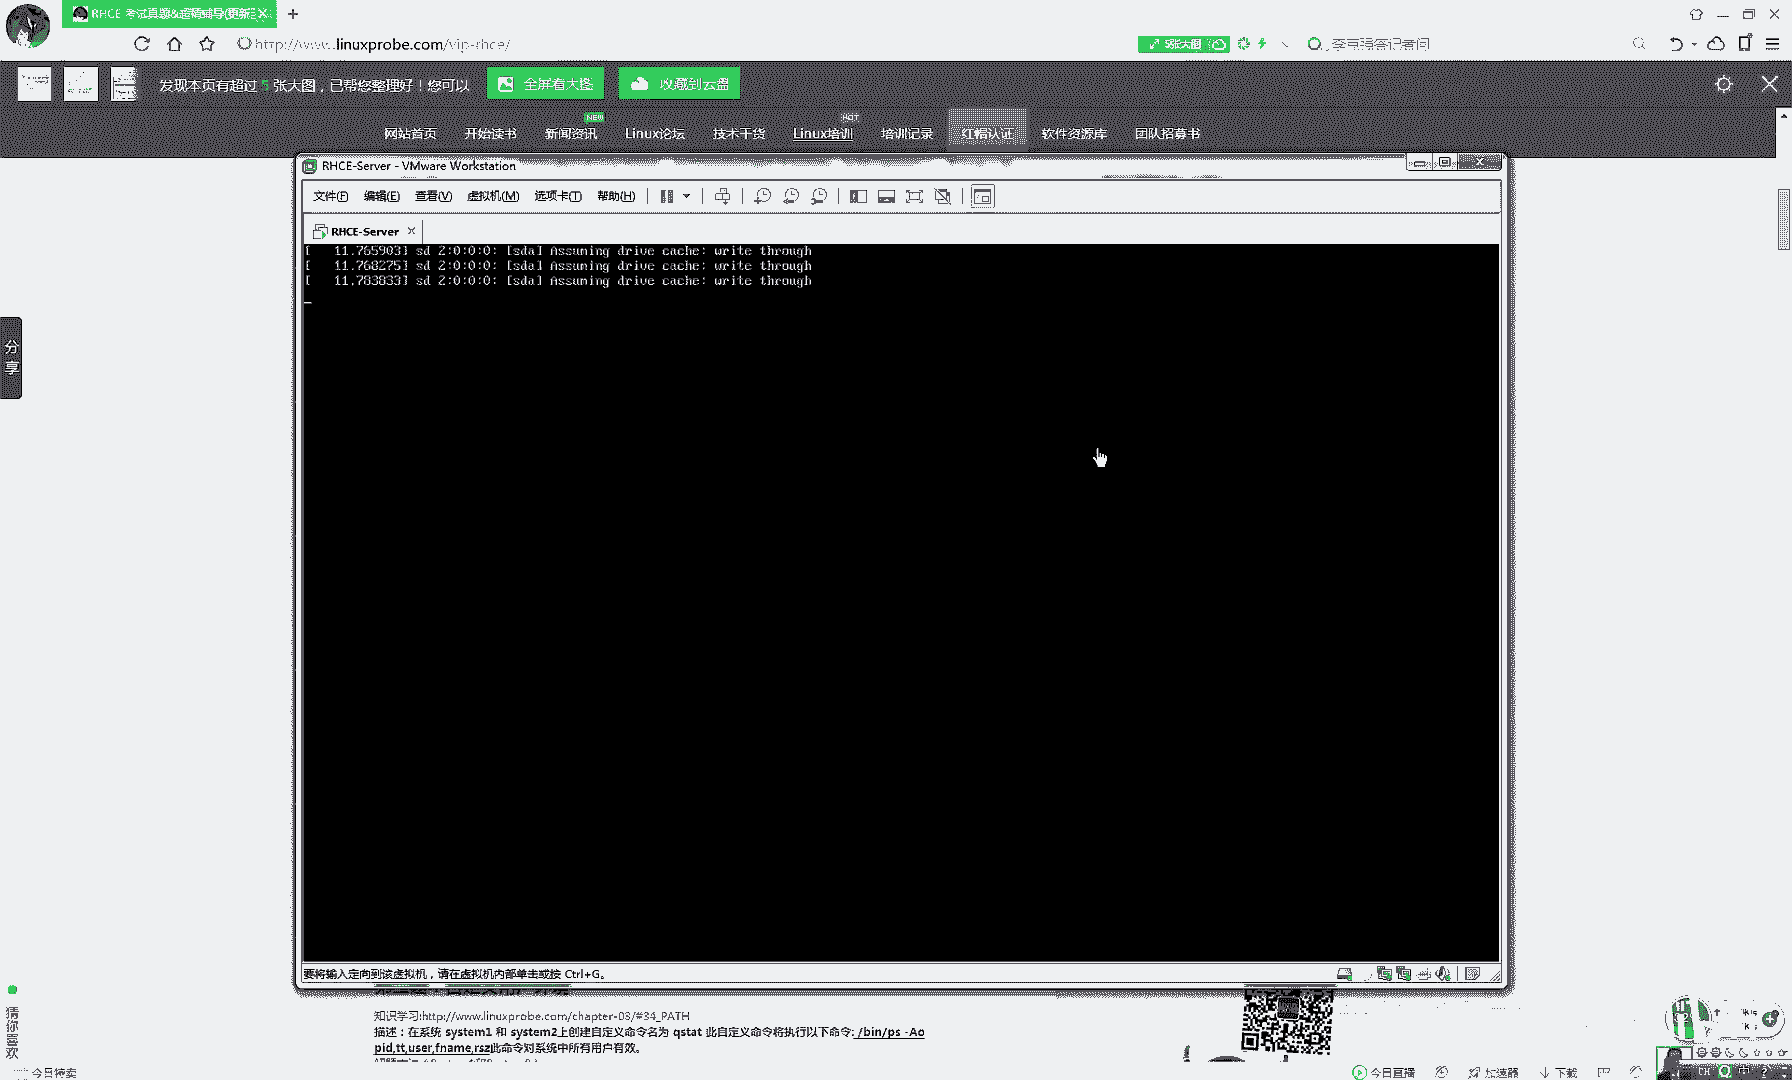 RHCE 考试真题&
http://www.linuxprobe.com/vip-rhce/
5张大图
发现本页有超过 5 张大图，已帮您整理好！您可以
全屏看大图
收藏到云盘
NEW
HOT
网站首页
开始读书
新闻资讯
Linux论坛
技术干货
Linux培训
培训记录
红帽认证
软件资源库
团队招募书
RHCE-Server - VMware Workstation
文件(F)
编辑(E)
查看(V)
虚拟机(M)
选项卡(T)
帮助(H)
RHCE-Server
[ 11.765903] sd 2:0:0:0: [sda] Assuming drive cache: write through
[ 11.768275] sd 2:0:0:0: [sda] Assuming drive cache: write through
[ 11.783833] sd 2:0:0:0: [sda] Assuming drive cache: write through
分享
要将输入定向到该虚拟机，请在虚拟机内部单击或按 Ctrl+G。
知识学习:http://www.linuxprobe.com/chapter-03/#34_PATH
描述：在系统 system1 和 system2上创建自定义命令名为 qstat 此自定义命令将执行以下命令: /bin/ps -Ao
pid,tt,user,fname,rsz此命令对系统中所有用户有效。
猜你喜欢
今日特卖
今日直播
加速器
下载